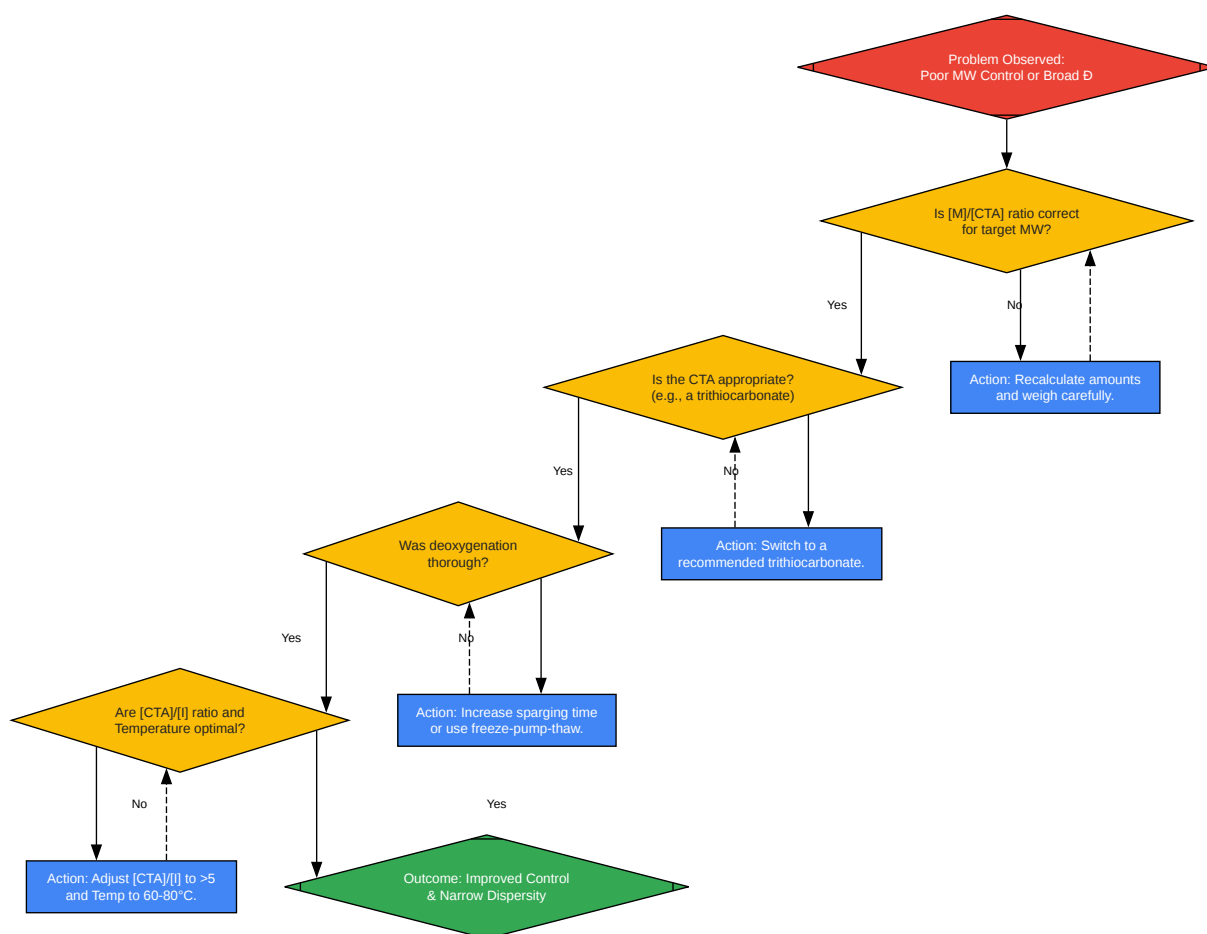 Problem Observed:
Poor MW Control or Broad Đ
Is [M]/[CTA] ratio correct
for target MW?
Yes
No
Is the CTA appropriate?
(e.g., a trithiocarbonate)
Action: Recalculate amounts
and weigh carefully.
Yes
No
Was deoxygenation
thorough?
Action: Switch to a
recommended trithiocarbonate.
Yes
No
Are [CTA]/[I] ratio and
Temperature optimal?
Action: Increase sparging time
or use freeze-pump-thaw.
No
Yes
Action: Adjust [CTA]/[I] to >5
and Temp to 60-80°C.
Outcome: Improved Control
& Narrow Dispersity